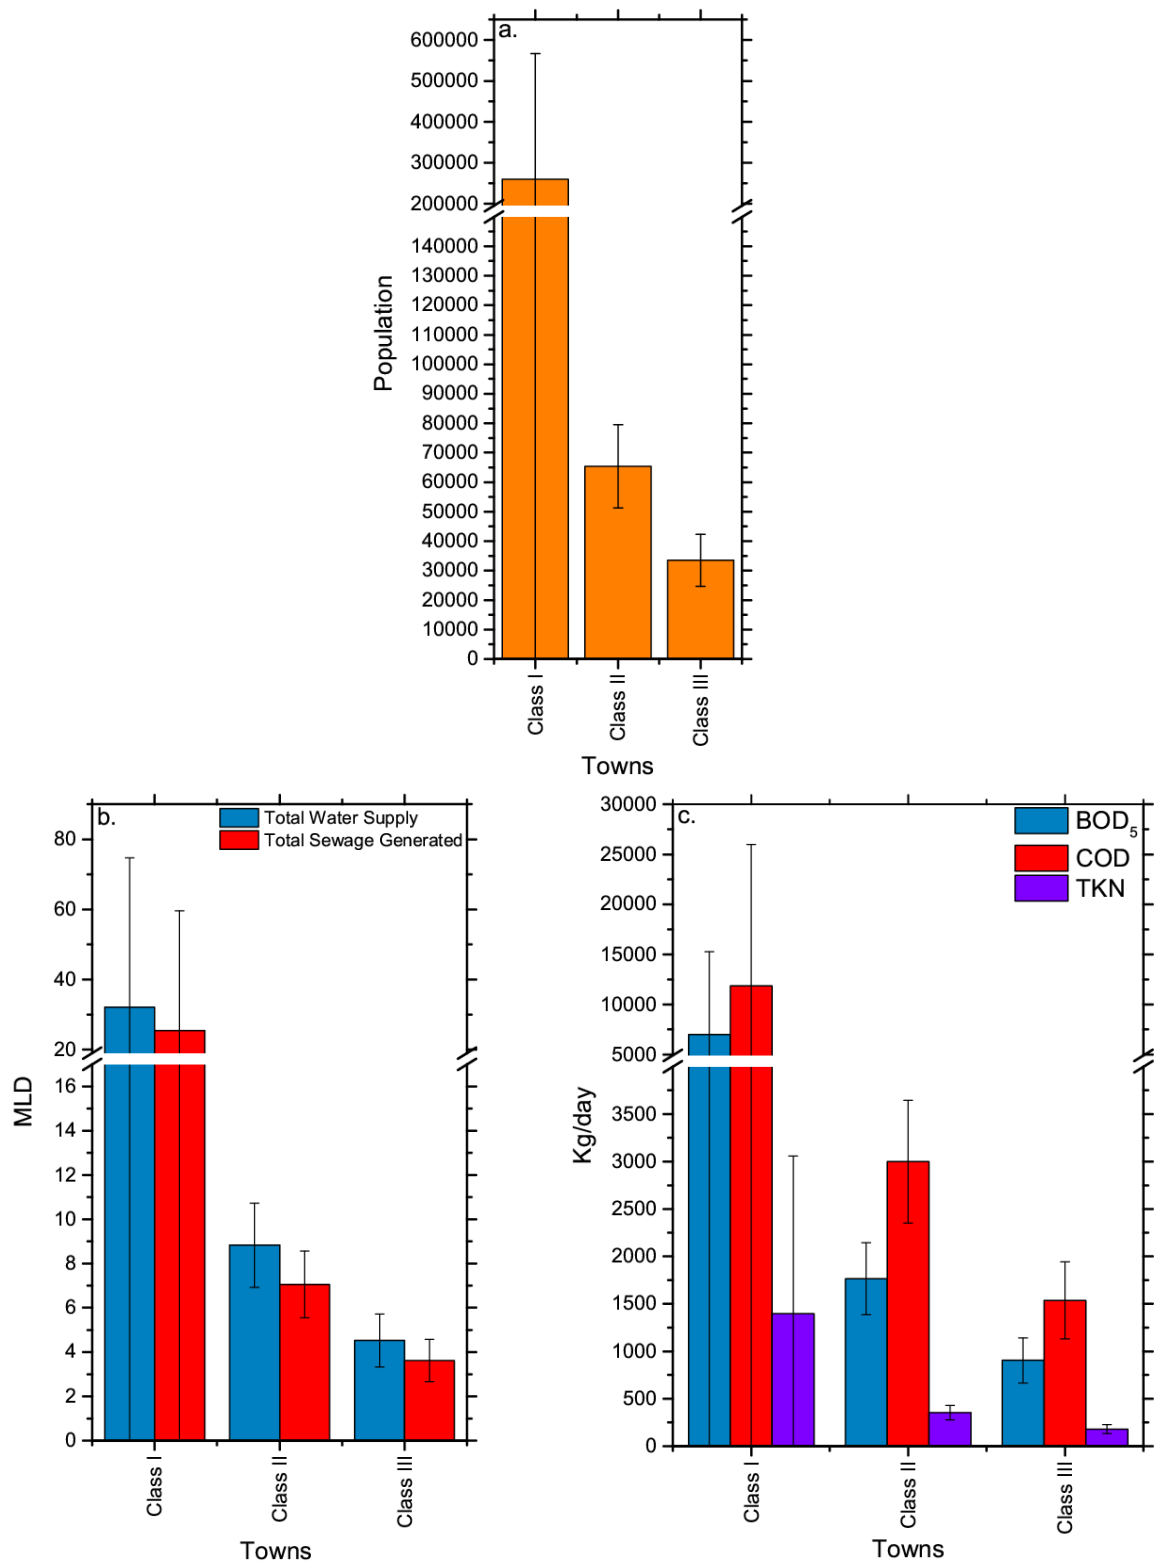 a.
600000
500000
400000
300000
200000
140000
130000
120000
110000
100000
90000
80000
70000
60000
50000
40000
30000
20000
10000
0
Population
Class I
Class II
Class III
Towns
b.
Total Water Supply
Total Sewage Generated
80
60
40
20
16
14
12
10
8
6
4
2
0
MLD
Class I
Class II
Class III
Towns
c.
BOD5
COD
TKN
30000
25000
20000
15000
10000
5000
3500
3000
2500
2000
1500
1000
500
0
Kg/day
Class I
Class II
Class III
Towns